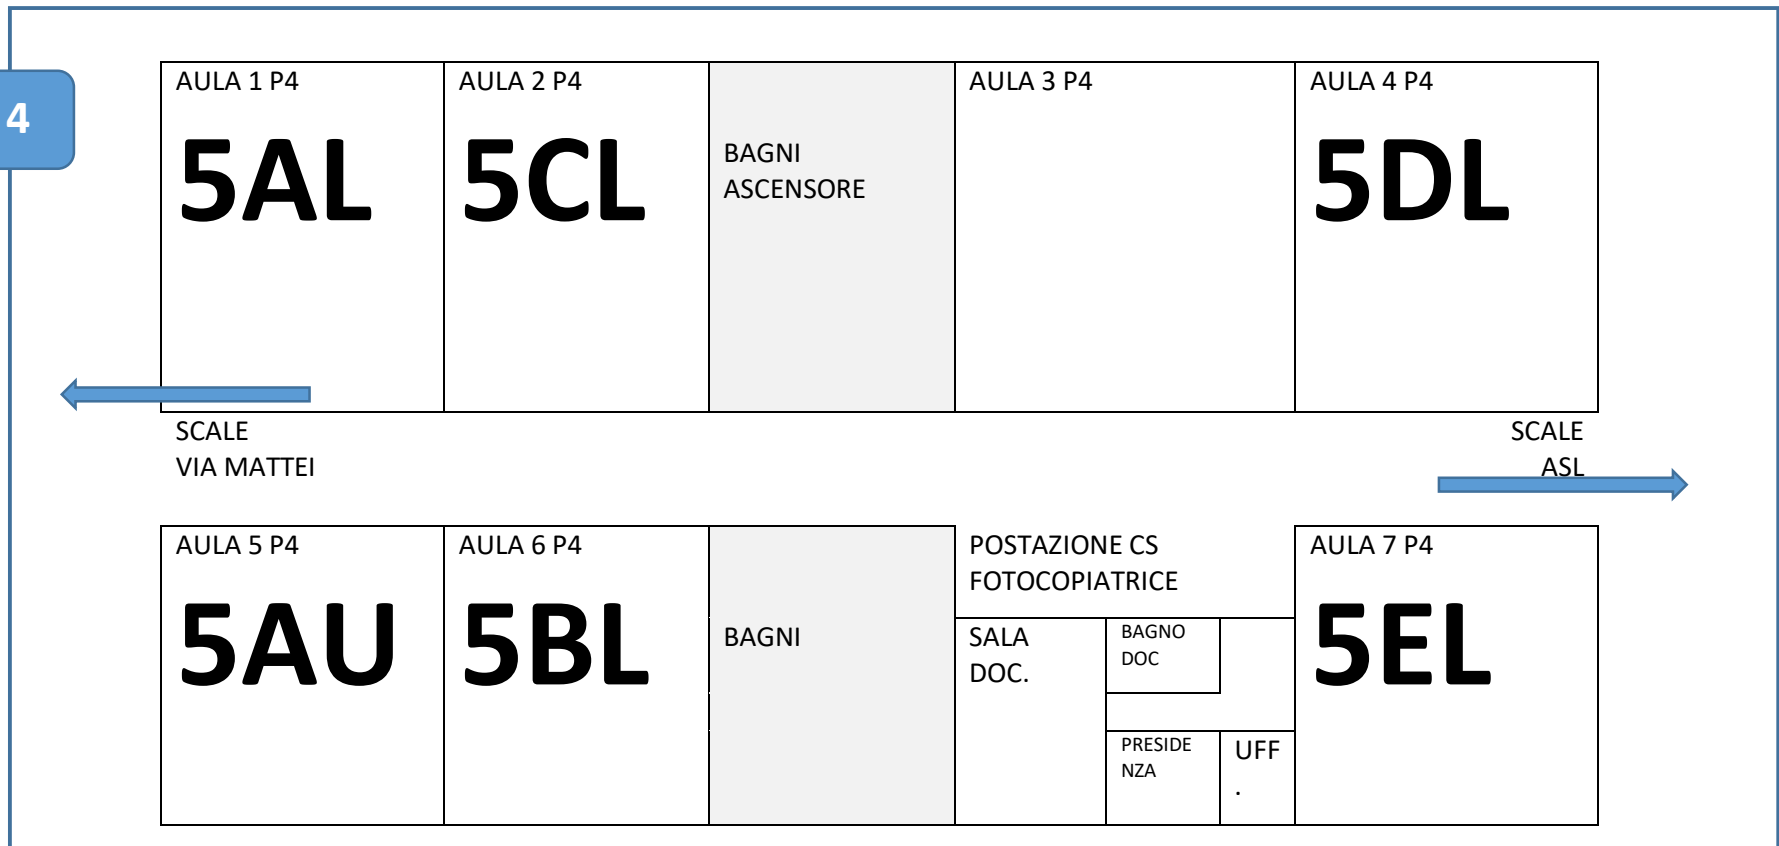 4
AULA 1 P4
5AL
AULA 2 P4
5CL
BAGNI
ASCENSORE
AULA 3 P4
AULA 4 P4
5DL
SCALE
VIA MATTEI
SCALE
ASL
AULA 5 P4
5AU
AULA 6 P4
5BL
BAGNI
POSTAZIONE CS
FOTOCOPIATRICE
SALA
DOC.
BAGNO
DOC
PRESIDE
NZA
UFF
.
AULA 7 P4
5EL